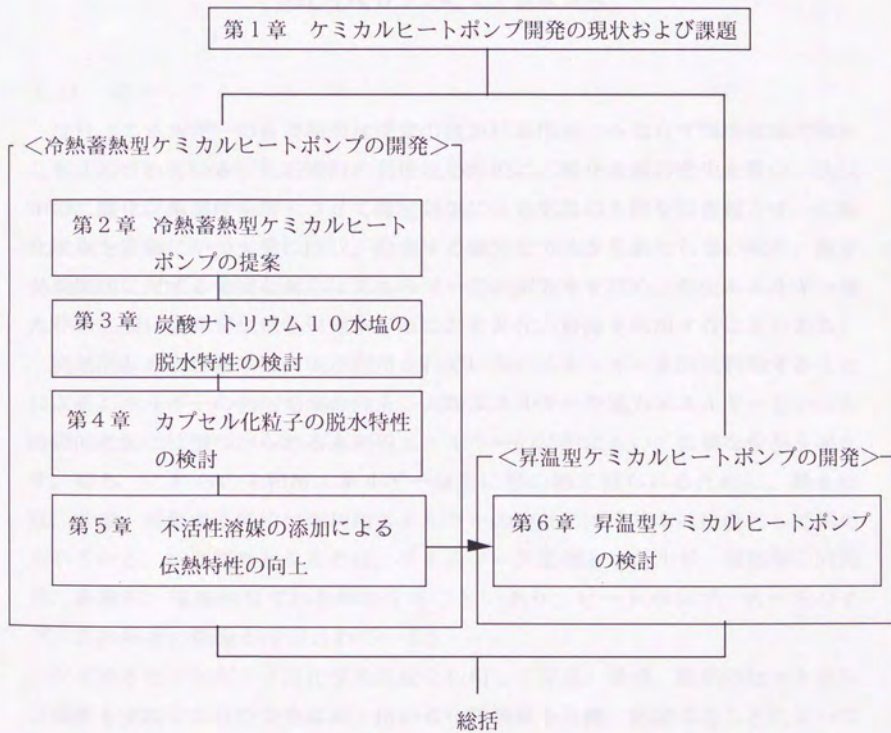 第1章 ケミカルヒートポンプ開発の現状および課題
<冷熱蓄熱型ケミカルヒートポンプの開発>
第2章 冷熱蓄熱型ケミカルヒート
ポンプの提案
第3章 炭酸ナトリウム10水塩の
脱水特性の検討
第4章 カプセル化粒子の脱水特性
の検討
第5章 不活性溶媒の添加による
伝熱特性の向上
<昇温型ケミカルヒートポンプの開発>
第6章 昇温型ケミカルヒートポンプ
の検討
総括